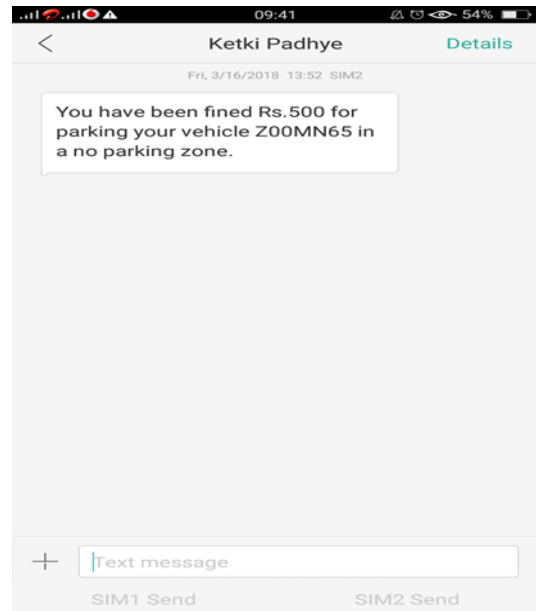 09:41 54%
Ketki Padhye Details
Fri, 3/16/2018 13:52 SIM2
You have been fined Rs.500 for
parking your vehicle Z00MN65 in
a no parking zone.
Text message
SIM1 Send SIM2 Send